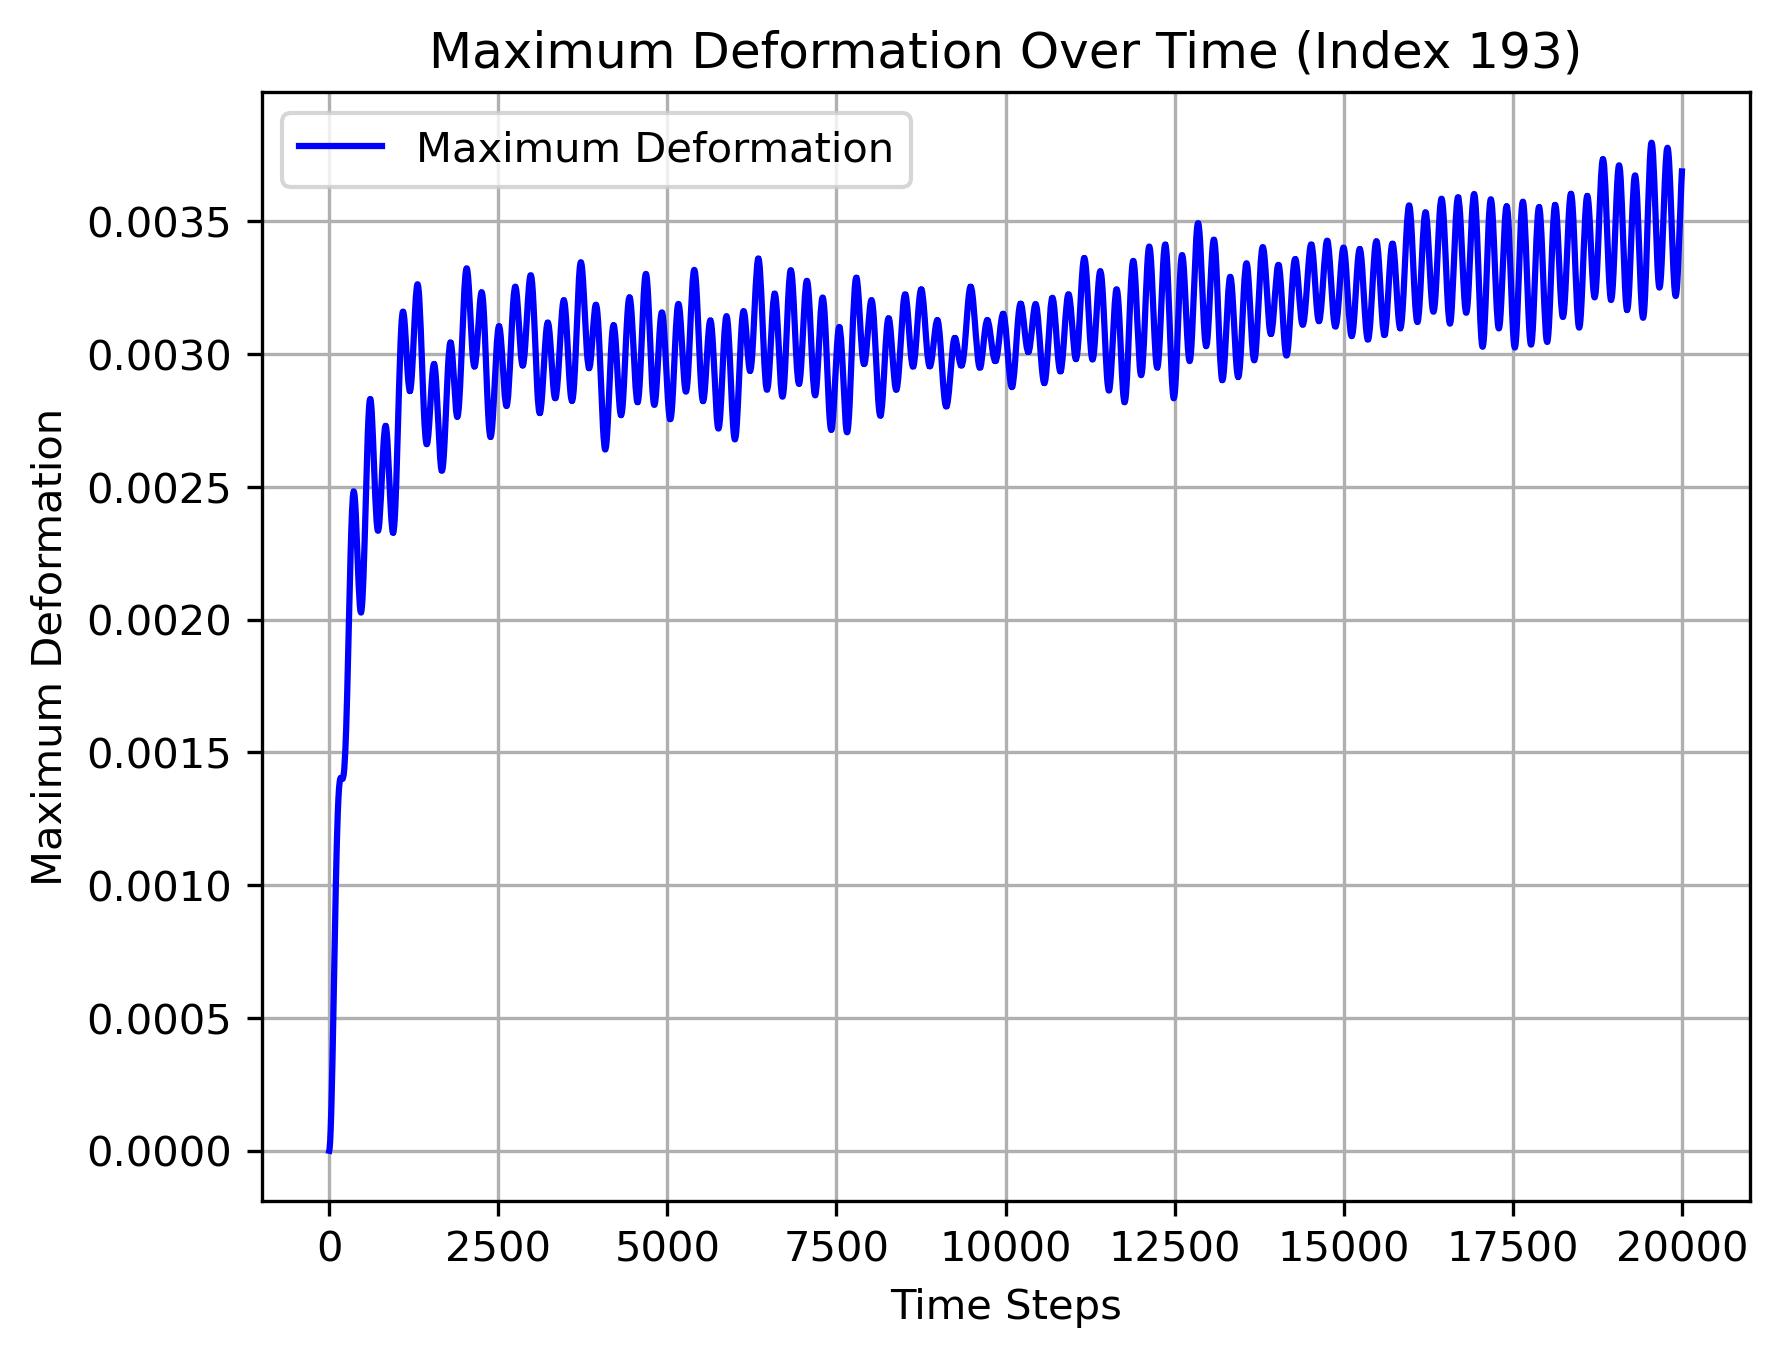 Maximum Deformation Over Time (Index 193)
Maximum Deformation
Maximum Deformation
0.0035
0.0030
0.0025
0.0020
0.0015
0.0010
0.0005
0.0000
0 2500 5000 7500 10000 12500 15000 17500 20000
Time Steps